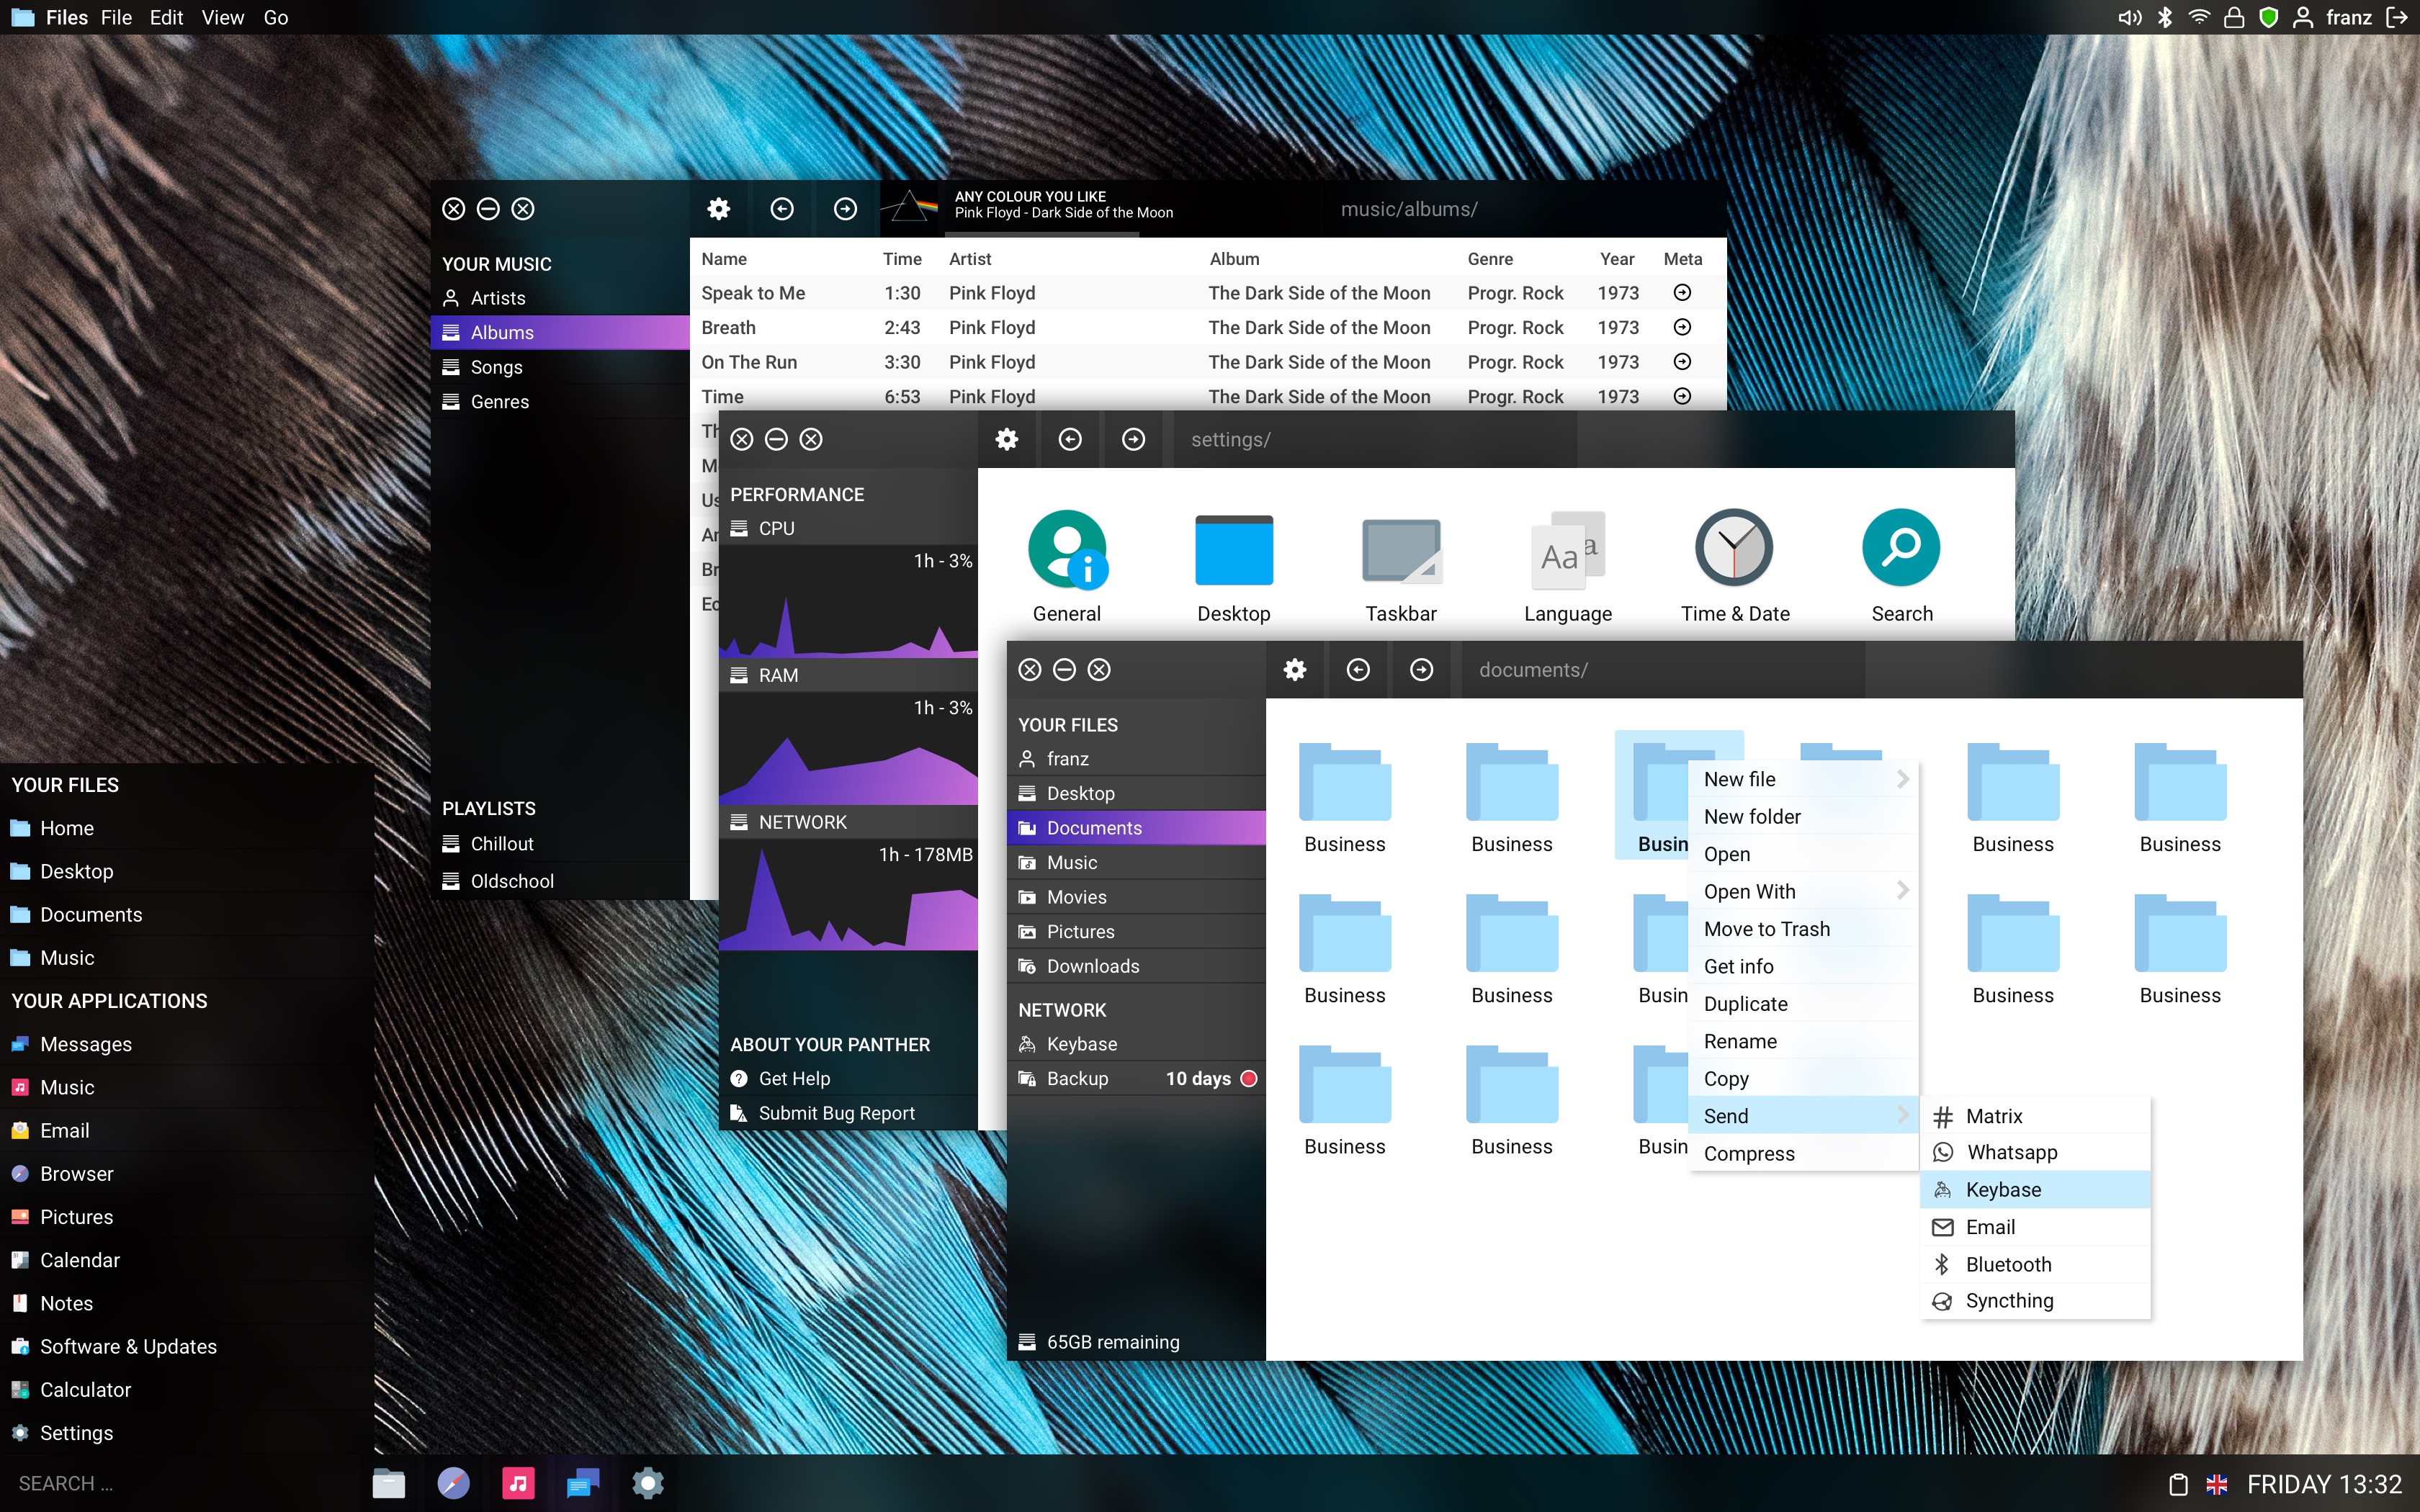 Files File Edit View Go
franz
ANY COLOUR YOU LIKE
Pink Floyd - Dark Side of the Moon
music/albums/
YOUR MUSIC
Artists
Albums
Songs
Genres
PLAYLISTS
Chillout
Oldschool
Name Time Artist Album Genre Year Meta
Speak to Me 1:30 Pink Floyd The Dark Side of the Moon Progr. Rock 1973
Breath 2:43 Pink Floyd The Dark Side of the Moon Progr. Rock 1973
On The Run 3:30 Pink Floyd The Dark Side of the Moon Progr. Rock 1973
Time 6:53 Pink Floyd The Dark Side of the Moon Progr. Rock 1973
settings/
PERFORMANCE
CPU
1h - 3%
RAM
1h - 3%
NETWORK
1h - 178MB
ABOUT YOUR PANTHER
Get Help
Submit Bug Report
General Desktop Taskbar Language Time & Date Search
Aa a
documents/
YOUR FILES
franz
Desktop
Documents
Music
Movies
Pictures
Downloads
NETWORK
Keybase
Backup 10 days
65GB remaining
Business Business Busin Business Business
Business Business Busin Business Business
Business Business Busin
New file
New folder
Open
Open With
Move to Trash
Get info
Duplicate
Rename
Copy
Send
Compress
Matrix
Whatsapp
Keybase
Email
Bluetooth
Syncthing
YOUR FILES
Home
Desktop
Documents
Music
YOUR APPLICATIONS
Messages
Music
Email
Browser
Pictures
Calendar
Notes
Software & Updates
Calculator
Settings
SEARCH ...
FRIDAY 13:32